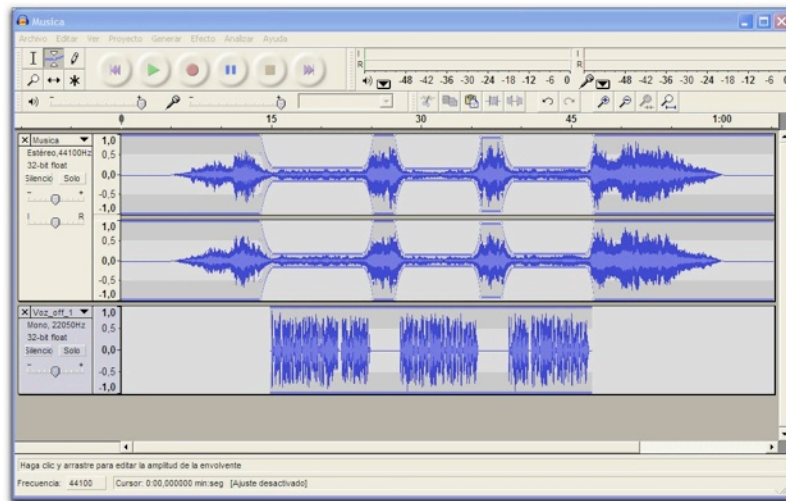 Musica
Archivo Editar Ver Proyecto Generar Efecto Analizar Ayuda
I
R
-48 -42 -36 -30 -24 -18 -12 -6 0
I
R
-48 -42 -36 -30 -24 -18 -12 -6 0
0 15 30 45 1:00
Musica
Estéreo,44100Hz
32-bit float
Silencio Solo
- +
I R
1,0
0,5
0,0
-0,5
-1,0
1,0
0,5
0,0
-0,5
-1,0
Voz_off_1
Mono, 22050Hz
32-bit float
Silencio Solo
- +
1,0
0,5
0,0
-0,5
-1,0
Haga clic y arrastre para editar la amplitud de la envolvente
Frecuencia: 44100 Cursor: 0:00,000000 min:seg [Ajuste desactivado]